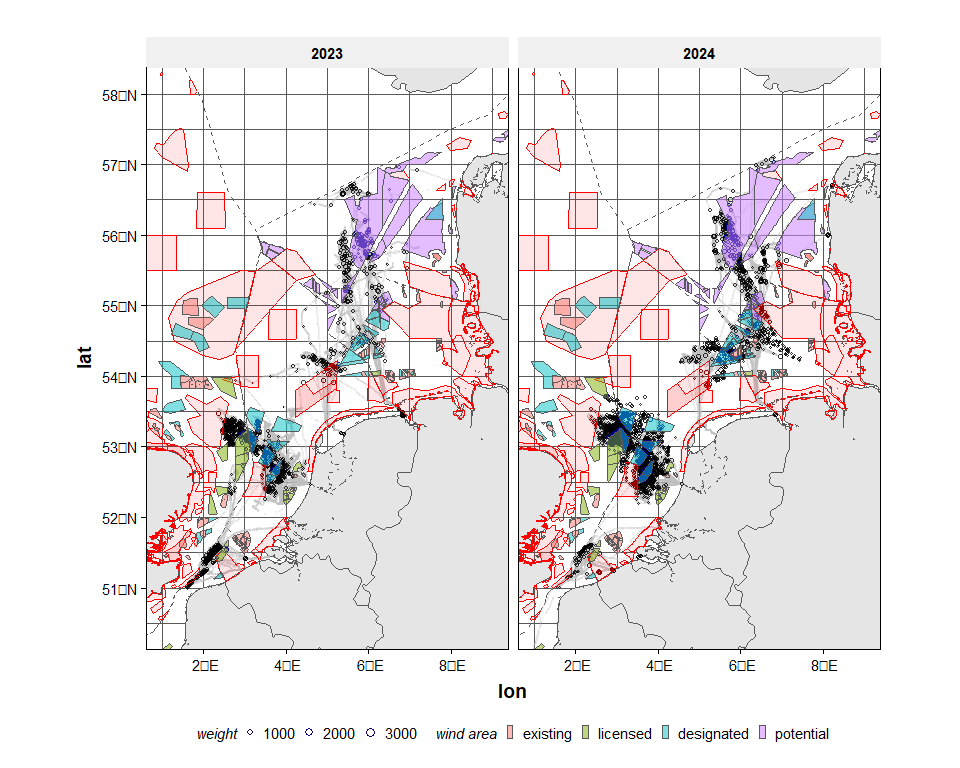 2023 2024
58□N
57□N
56□N
55□N
54□N
53□N
52□N
51□N
lat
2□E 4□E 6□E 8□E 2□E 4□E 6□E 8□E
lon
weight 1000 2000 3000 wind area existing licensed designated potential